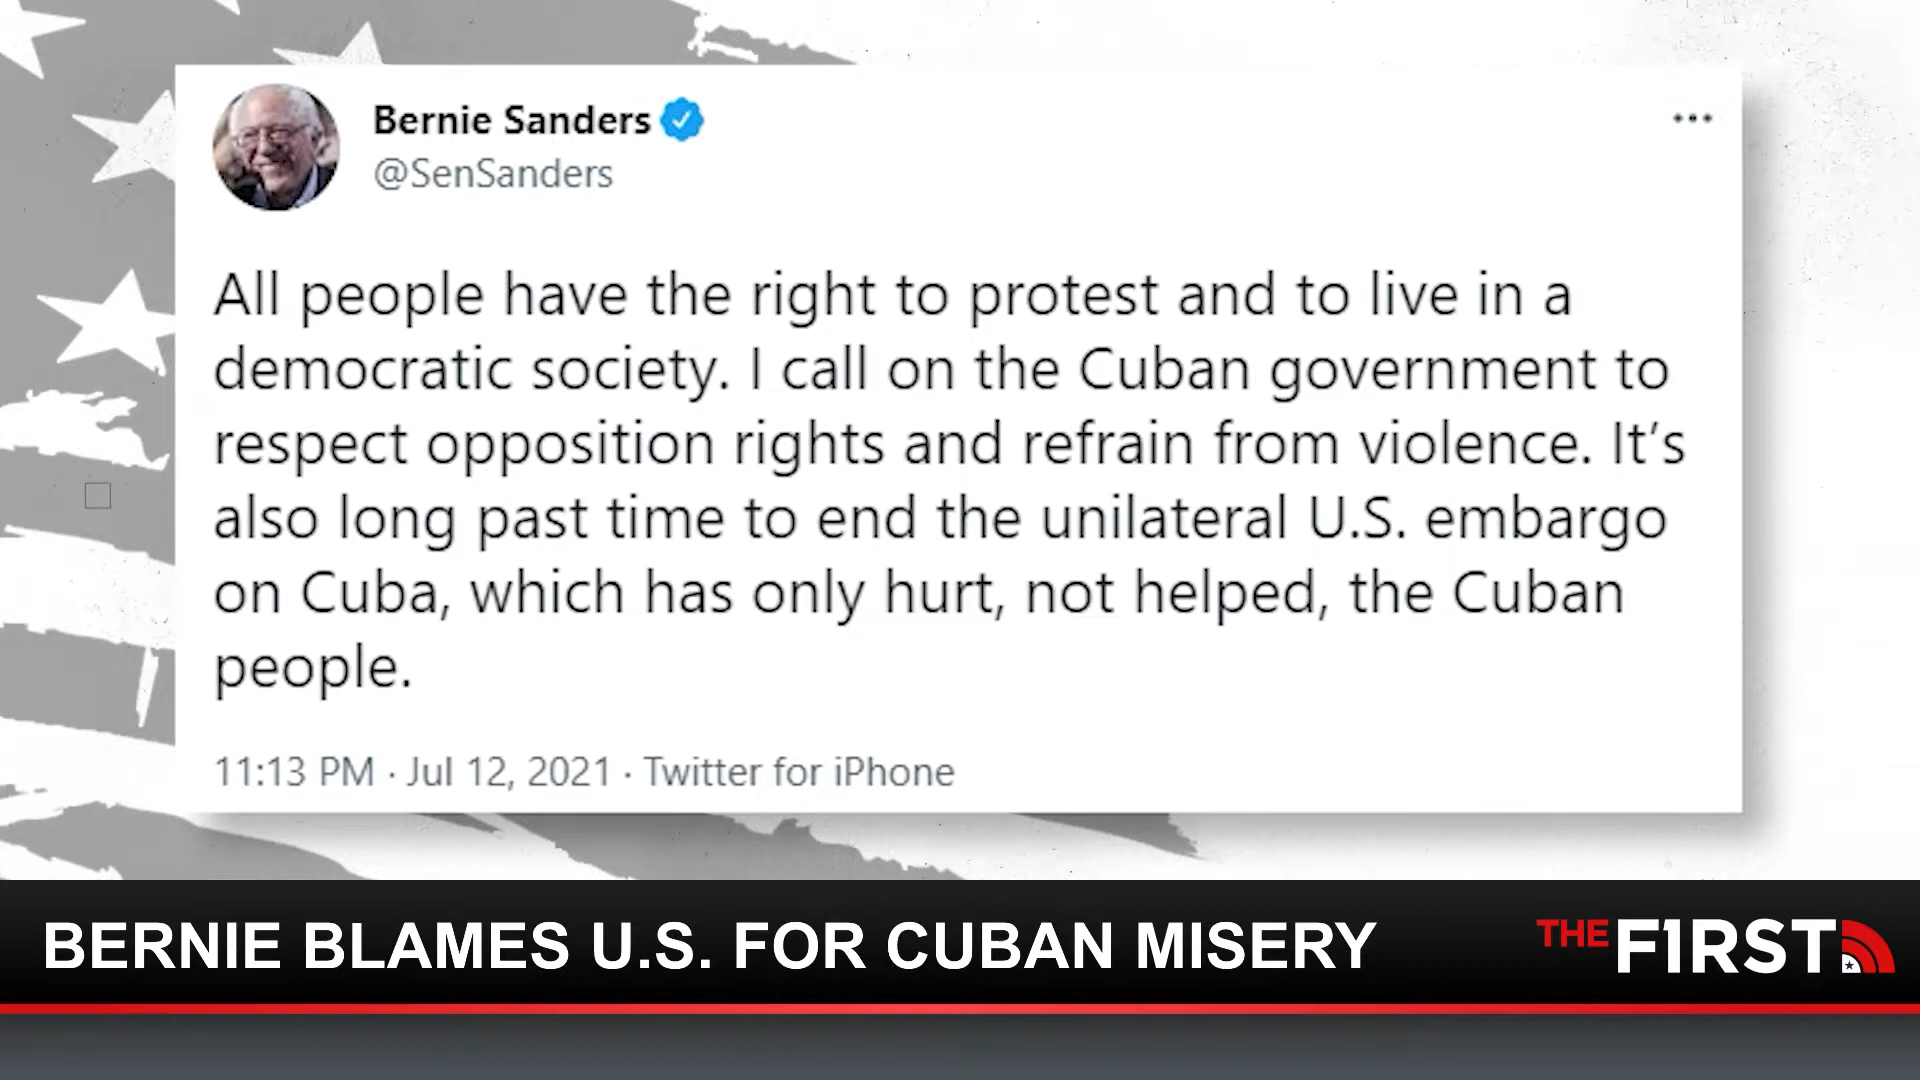 Bernie Sanders
@SenSanders
All people have the right to protest and to live in a
democratic society. I call on the Cuban government to
respect opposition rights and refrain from violence. It’s
also long past time to end the unilateral U.S. embargo
on Cuba, which has only hurt, not helped, the Cuban
people.
11:13 PM · Jul 12, 2021 · Twitter for iPhone
BERNIE BLAMES U.S. FOR CUBAN MISERY
THE F1RST